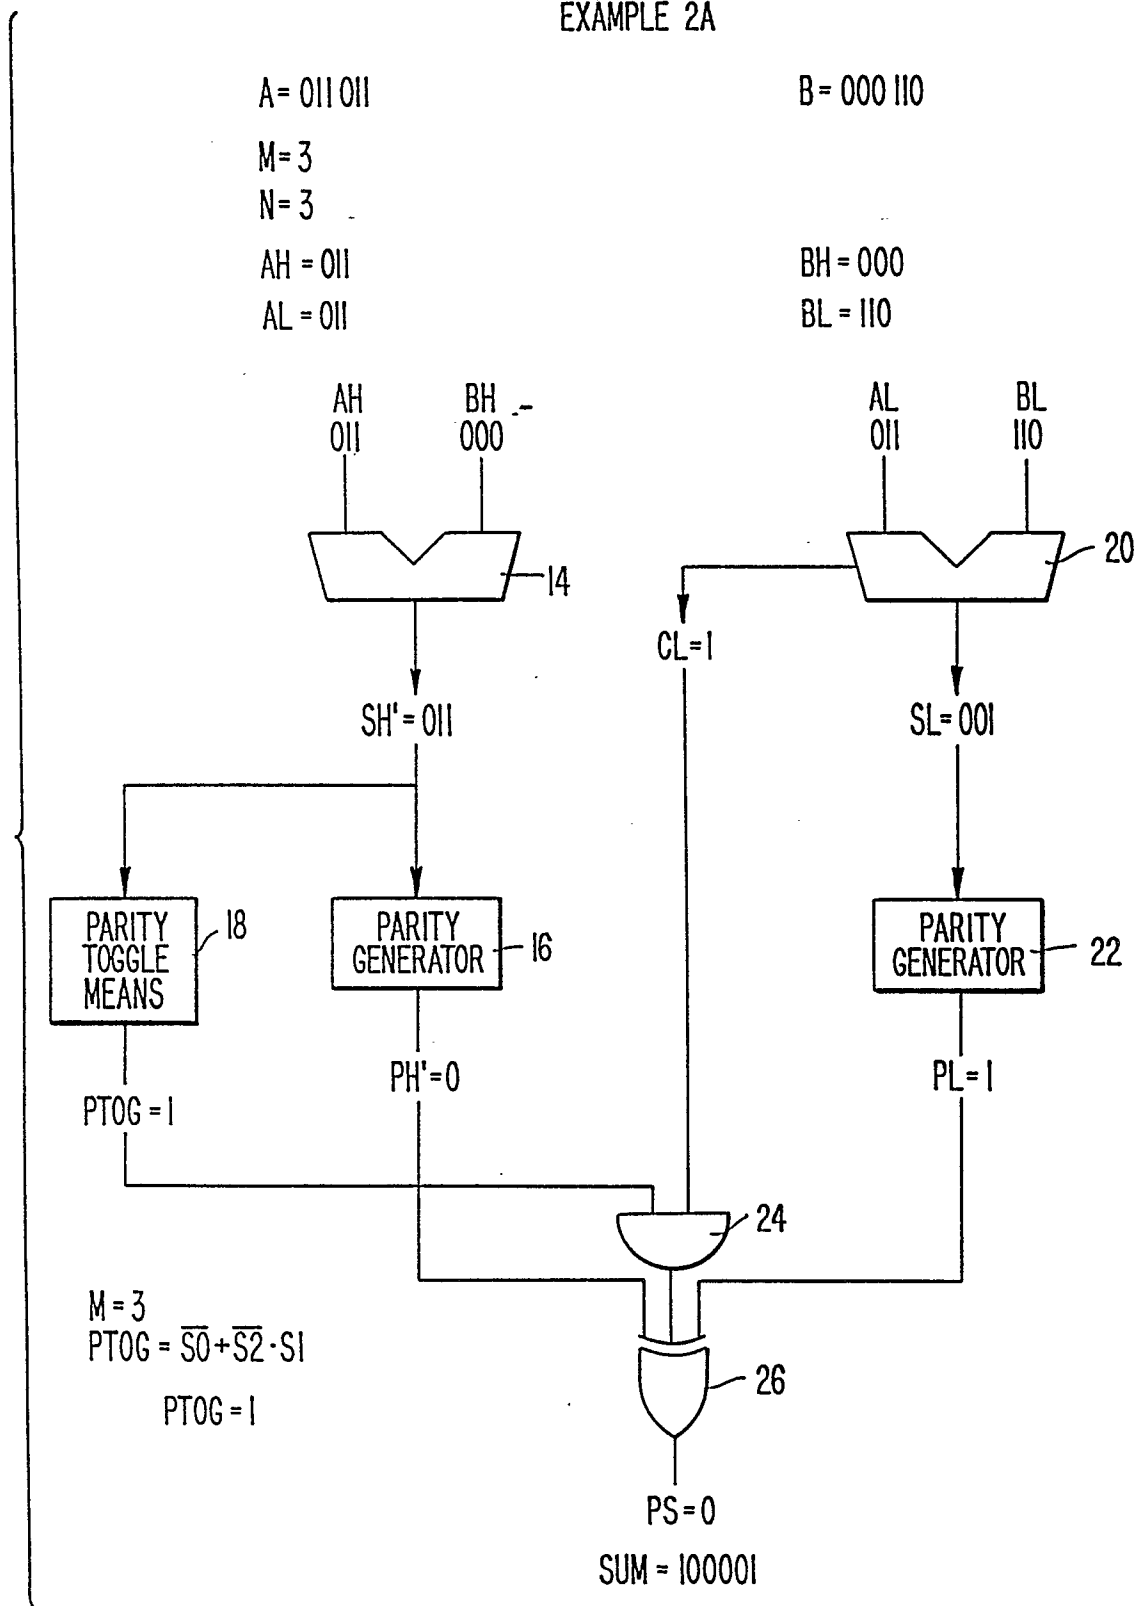 EXAMPLE 2A
A = 011 011
B = 000 110
M = 3
N = 3
AH = 011
BH = 000
AL = 011
BL = 110
AH
011
BH
000
AL
011
BL
110
14
20
CL=1
SH' = 011
SL = 001
PARITY
TOGGLE
MEANS
18
PARITY
GENERATOR
16
PARITY
GENERATOR
22
PH'=0
PL = 1
PTOG = 1
24
M = 3
PTOG = S̅0̅ + S̅2̅ · S1
PTOG = 1
26
PS = 0
SUM = 100001